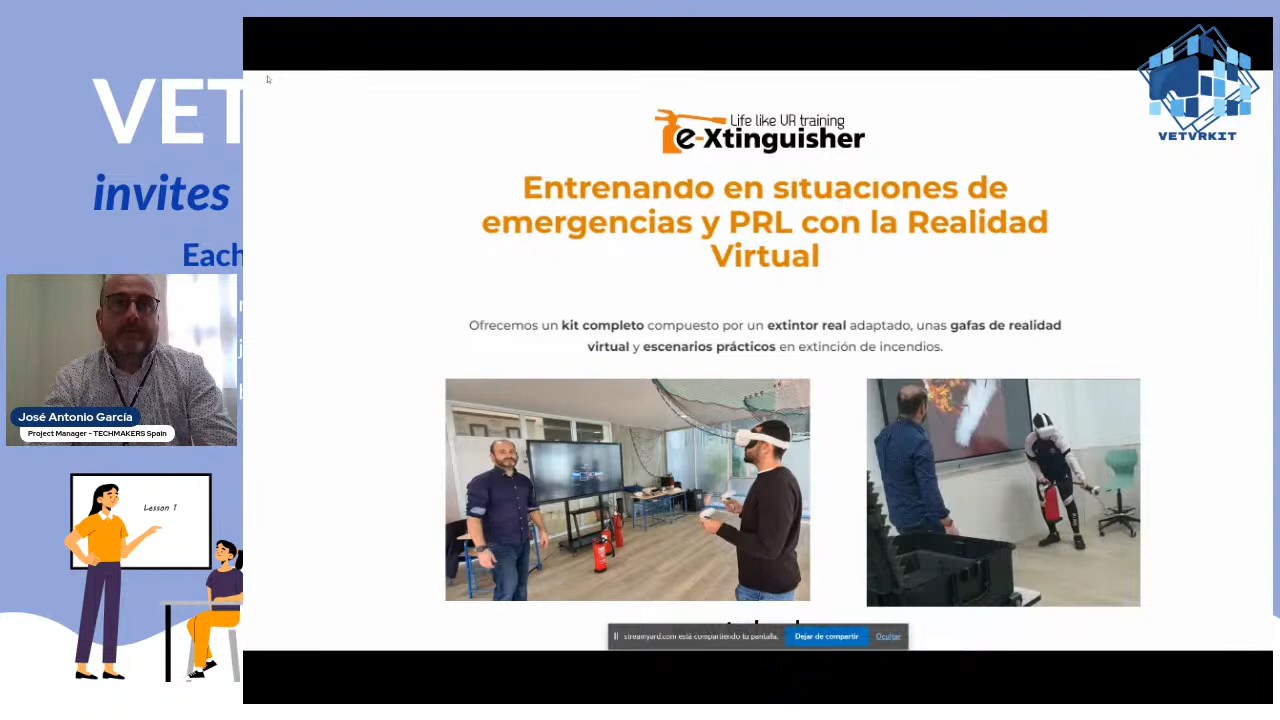 VET
invites
Each
Life like VR training
e-Xtinguisher
VETVRKIT
Entrenando en situaciones de
emergencias y PRL con la Realidad
Virtual
Ofrecemos un kit completo compuesto por un extintor real adaptado, unas gafas de realidad
virtual y escenarios prácticos en extinción de incendios.
José Antonio García
Project Manager - TECHMAKERS Spain
Lesson 1
streamyard.com está compartiendo tu pantalla.
Dejar de compartir
Ocultar